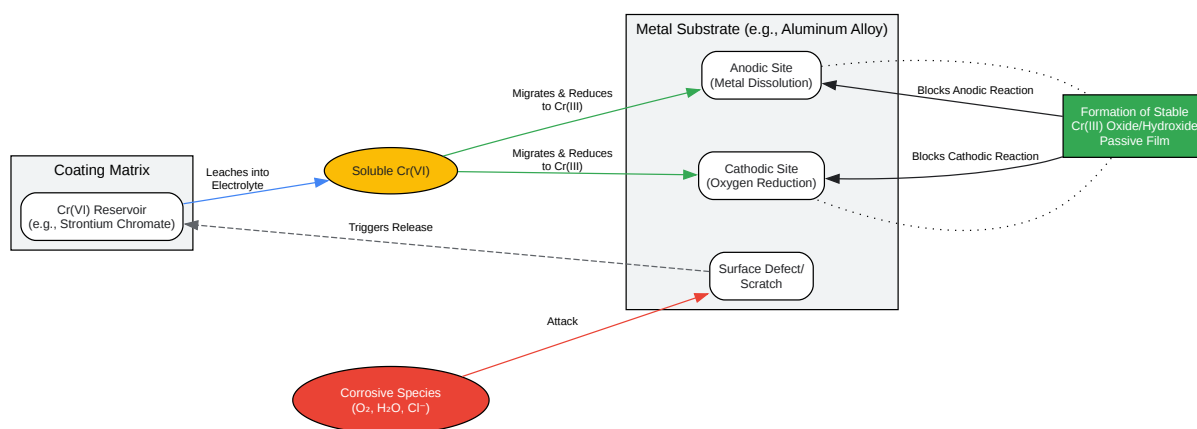 Metal Substrate (e.g., Aluminum Alloy)
Anodic Site
(Metal Dissolution)
Migrates & Reduces
to Cr(III)
Blocks Anodic Reaction
Formation of Stable
Cr(III) Oxide/Hydroxide
Passive Film
Coating Matrix
Leaches into
Electrolyte
Soluble Cr(VI)
Migrates & Reduces
to Cr(III)
Cathodic Site
(Oxygen Reduction)
Blocks Cathodic Reaction
Cr(VI) Reservoir
(e.g., Strontium Chromate)
Triggers Release
Surface Defect/
Scratch
Attack
Corrosive Species
(O₂, H₂O, Cl⁻)